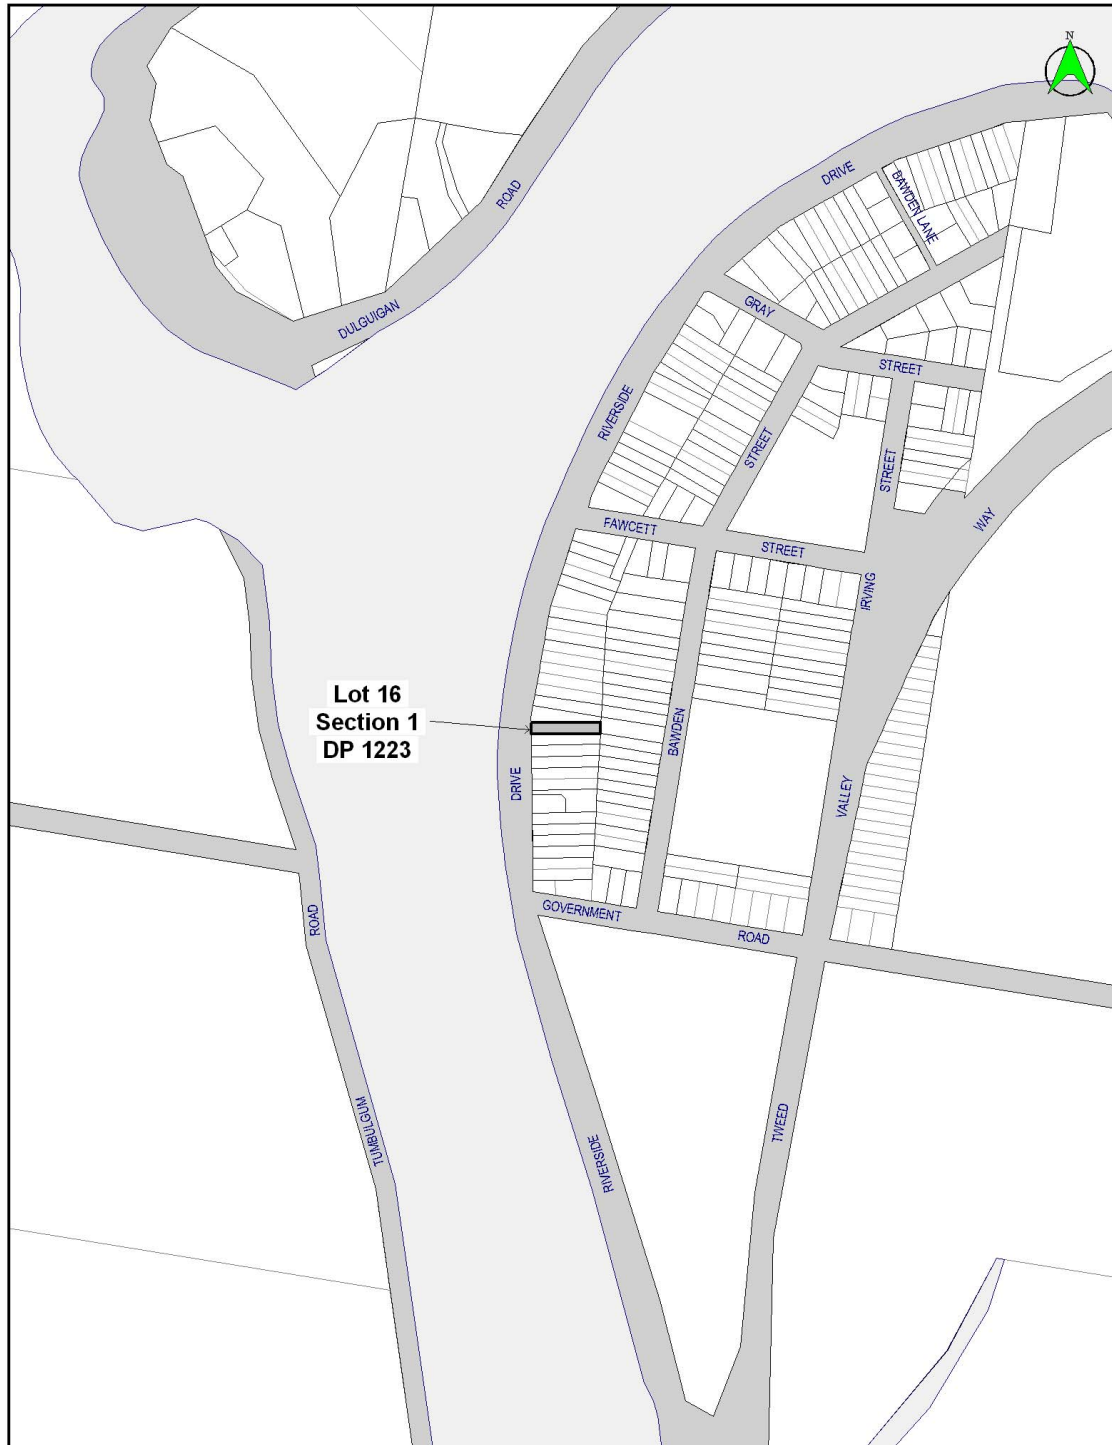 N
DRIVE
BAWDEN LANE
ROAD
GRAY
DULGUIGAN
STREET
RIVERSIDE
STREET
STREET
WAY
FAWCETT
STREET
IRVING
Lot 16
Section 1
DP 1223
BAWDEN
DRIVE
VALLEY
GOVERNMENT
ROAD
ROAD
TUMBULGUM
TWEED
RIVERSIDE